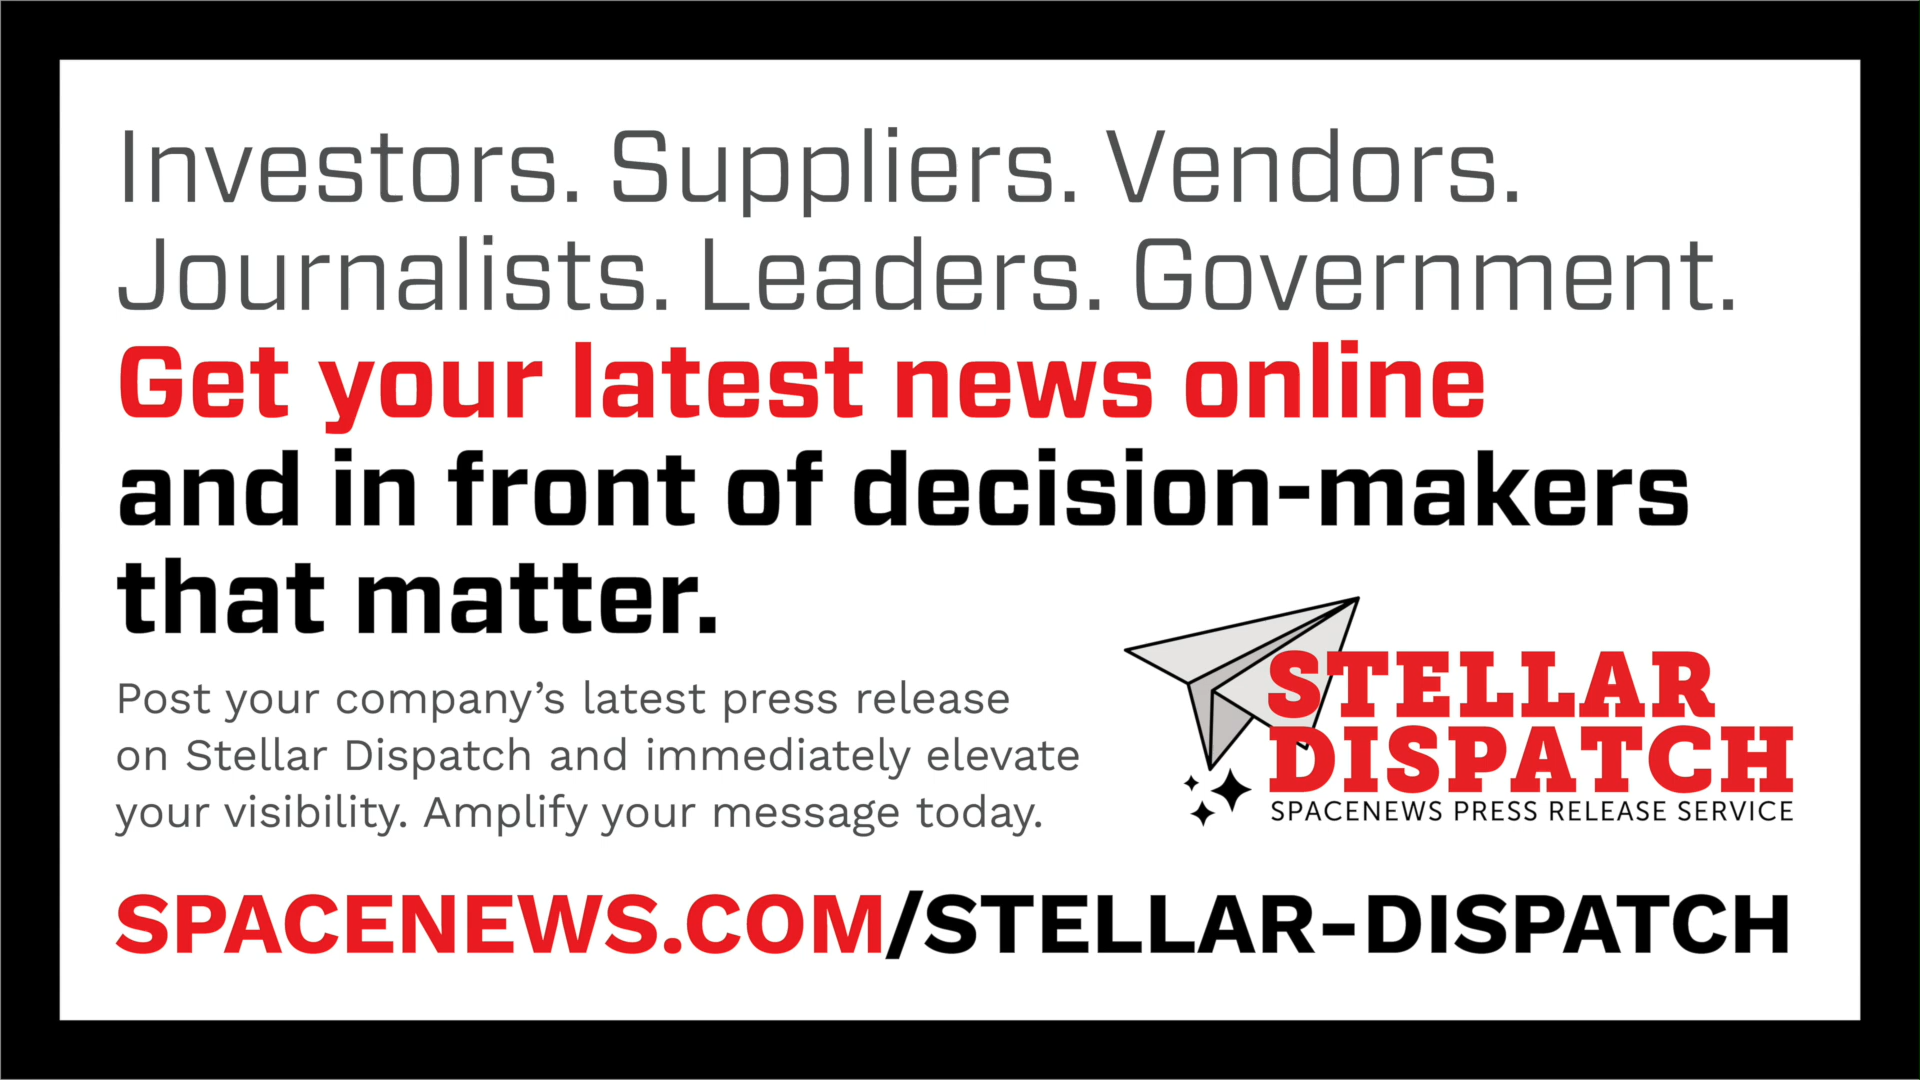 Investors. Suppliers. Vendors.
Journalists. Leaders. Government.
Get your latest news online
and in front of decision-makers
that matter.
Post your company’s latest press release
on Stellar Dispatch and immediately elevate
your visibility. Amplify your message today.
STELLAR
DISPATCH
SPACENEWS PRESS RELEASE SERVICE
SPACENEWS.COM/STELLAR-DISPATCH